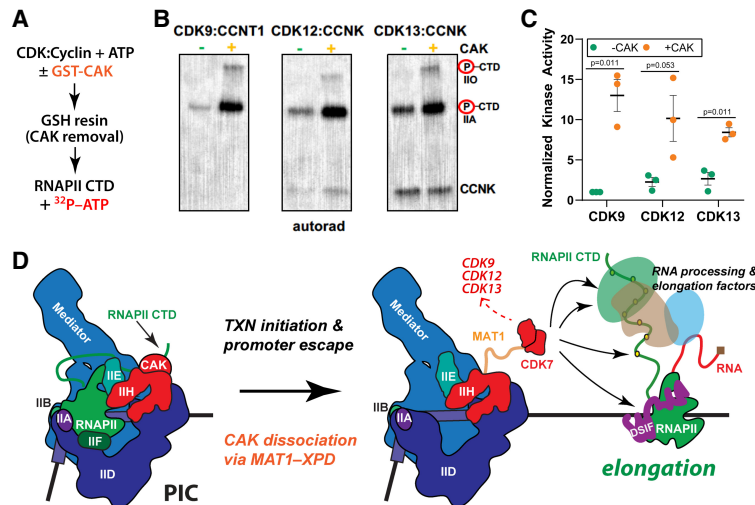 A
CDK:Cyclin + ATP
± GST-CAK
GSH resin
(CAK removal)
RNAPII CTD
+ 32P–ATP
B
CDK9:CCNT1 CDK12:CCNK CDK13:CCNK
- + - + - + CAK
P-CTD
IIO
P-CTD
IIA
CCNK
autorad
C
-CAK +CAK
Normalized Kinase Activity
20
15
10
5
0
p=0.011
p=0.053
p=0.011
CDK9 CDK12 CDK13
D
Mediator
RNAPII CTD
CAK
IIE
IIH
IIB
IIA
RNAPII
IIF
IID
PIC
TXN initiation &
promoter escape
CAK dissociation
via MAT1–XPD
Mediator
CDK9
CDK12
CDK13
MAT1
CDK7
IIE
IIH
IIB
IIA
IID
RNAPII CTD
RNA processing &
elongation factors
RNA
DSIF
RNAPII
elongation